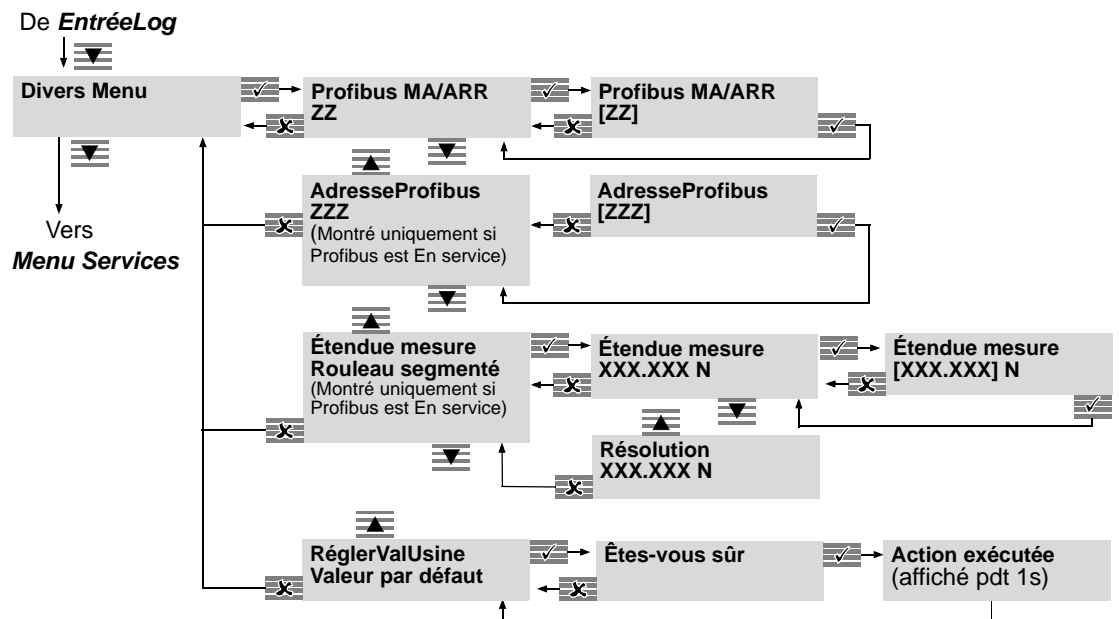 De EntréeLog
Divers Menu
Profibus MA/ARR
ZZ
Profibus MA/ARR
[ZZ]
AdresseProfibus
ZZZ
(Montré uniquement si
Profibus est En service)
AdresseProfibus
[ZZZ]
Vers
Menu Services
Étendue mesure
Rouleau segmenté
(Montré uniquement si
Profibus est En service)
Étendue mesure
XXX.XXX N
Étendue mesure
[XXX.XXX] N
Résolution
XXX.XXX N
RéglerValUsine
Valeur par défaut
Êtes-vous sûr
Action exécutée
(affiché pdt 1s)